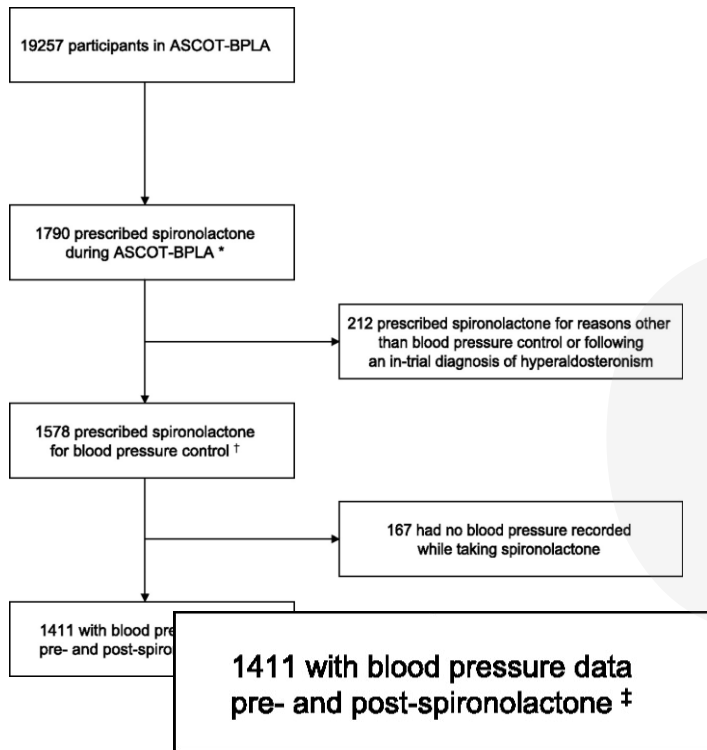 19257 participants in ASCOT-BPLA
1790 prescribed spironolactone
during ASCOT-BPLA *
212 prescribed spironolactone for reasons other
than blood pressure control or following
an in-trial diagnosis of hyperaldosteronism
1578 prescribed spironolactone
for blood pressure control †
167 had no blood pressure recorded
while taking spironolactone
1411 with blood
pre- and post-
1411 with blood pressure data
pre- and post-spironolactone ‡